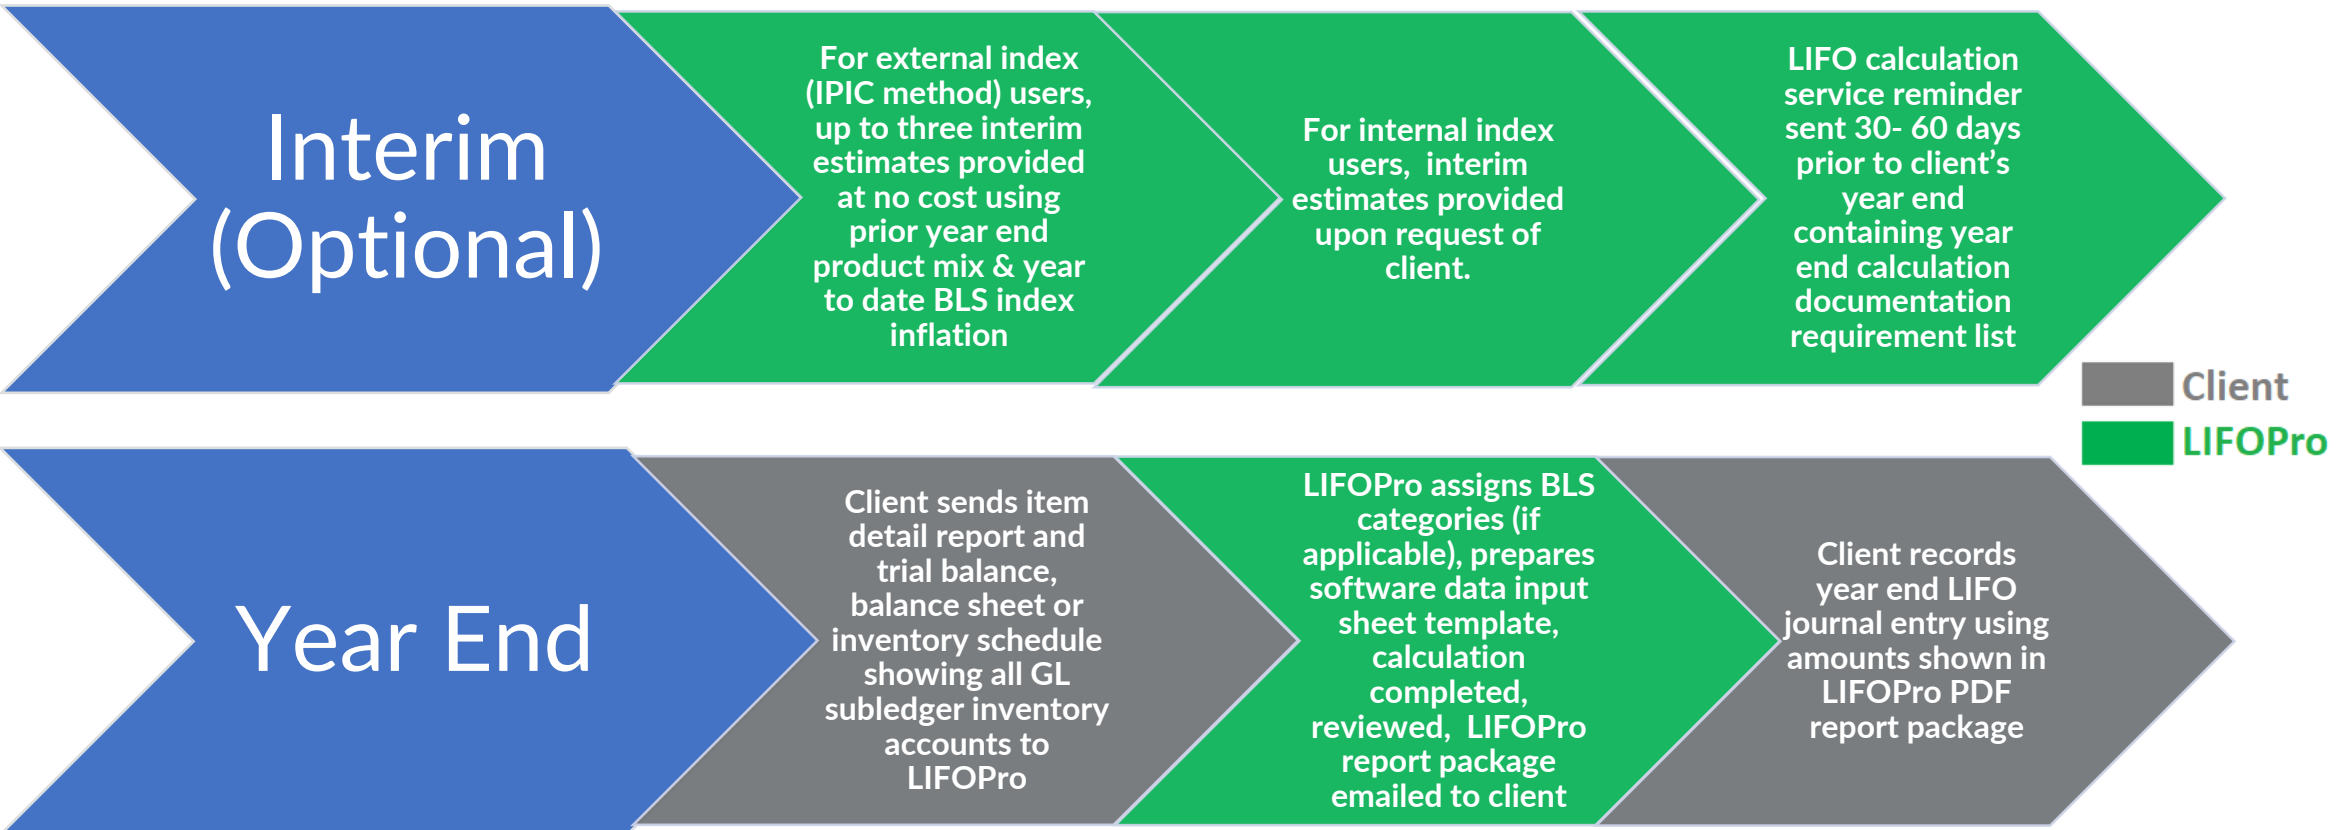 Interim
(Optional)
For external index
(IPIC method) users,
up to three interim
estimates provided
at no cost using
prior year end
product mix & year
to date BLS index
inflation
For internal index
users,  interim
estimates provided
upon request of
client.
LIFO calculation
service reminder
sent 30- 60 days
prior to client’s
year end
containing year
end calculation
documentation
requirement list
Client
LIFOPro
Year End
Client sends item
detail report and
trial balance,
balance sheet or
inventory schedule
showing all GL
subledger inventory
accounts to
LIFOPro
LIFOPro assigns BLS
categories (if
applicable), prepares
software data input
sheet template,
calculation
completed,
reviewed,  LIFOPro
report package
emailed to client
Client records
year end LIFO
journal entry using
amounts shown in
LIFOPro PDF
report package